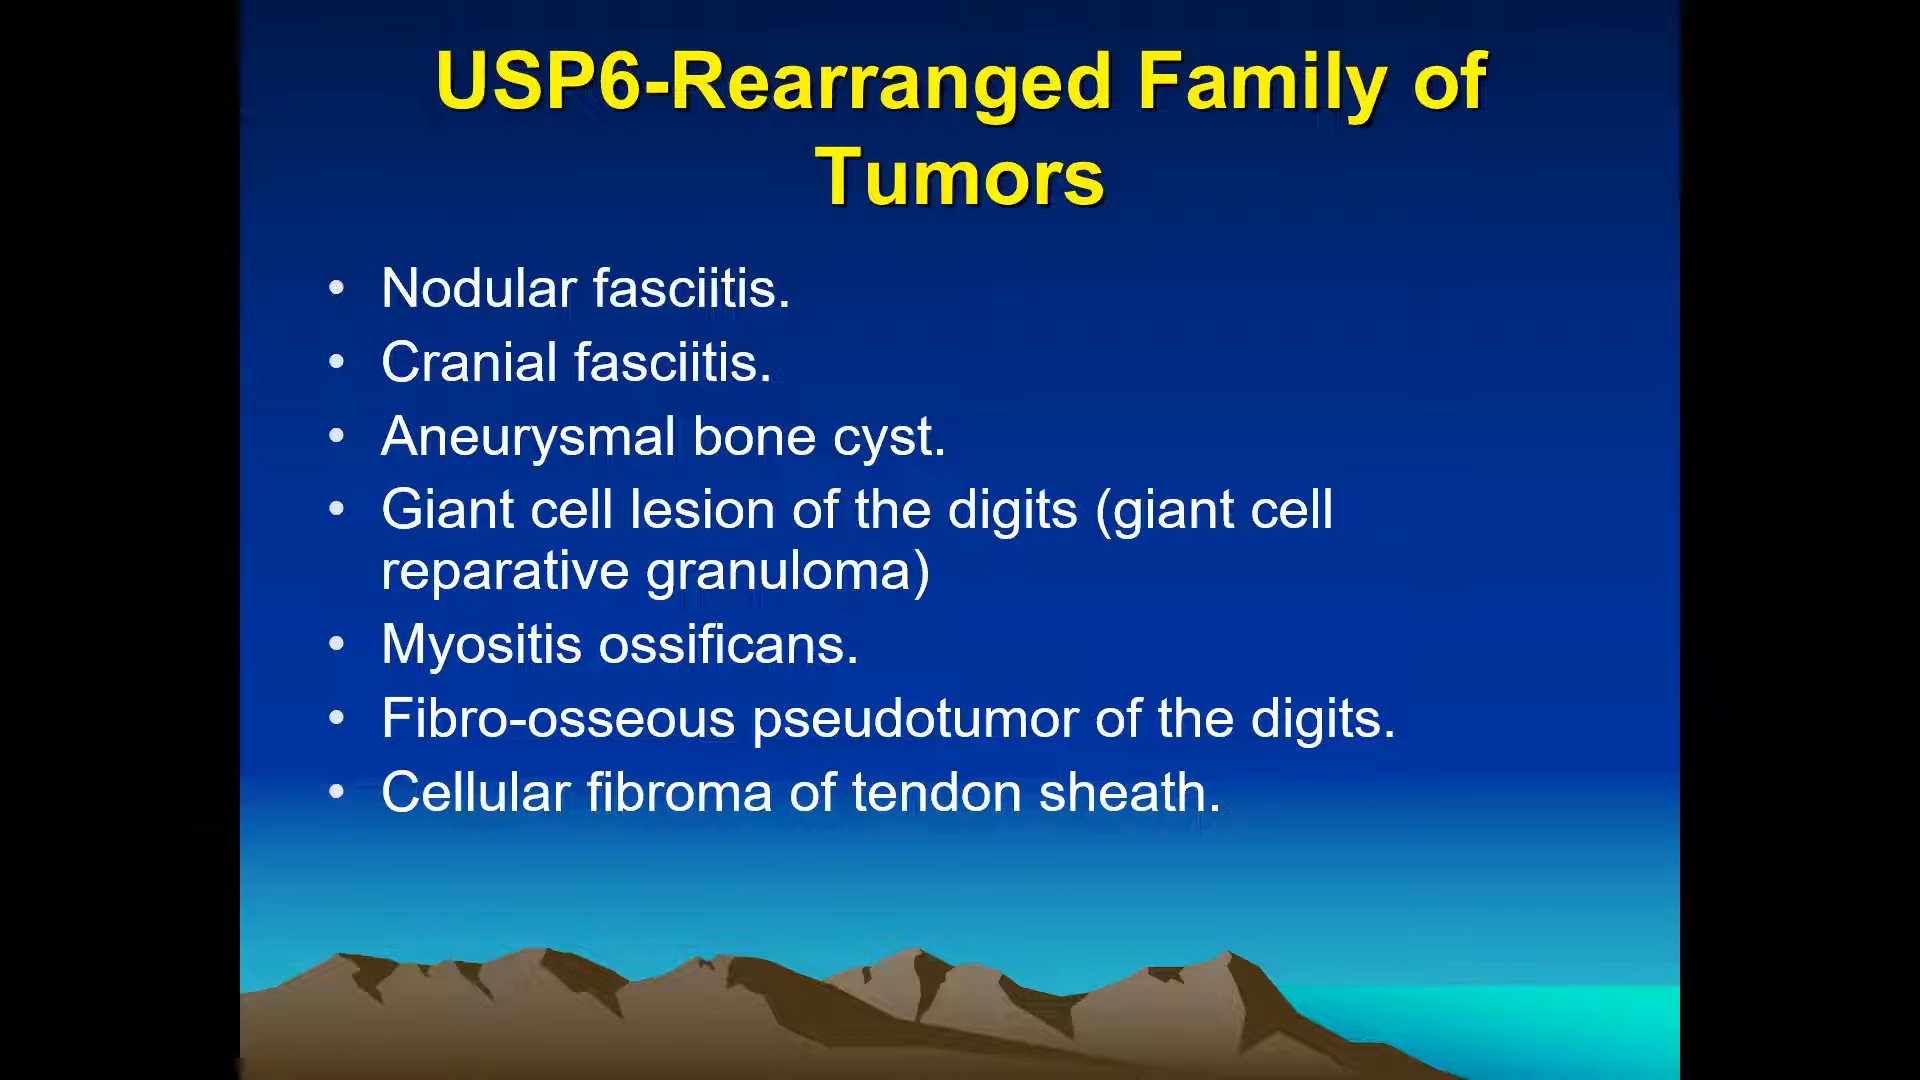 USP6-Rearranged Family of
Tumors
• Nodular fasciitis.
• Cranial fasciitis.
• Aneurysmal bone cyst.
• Giant cell lesion of the digits (giant cell
reparative granuloma)
• Myositis ossificans.
• Fibro-osseous pseudotumor of the digits.
• Cellular fibroma of tendon sheath.